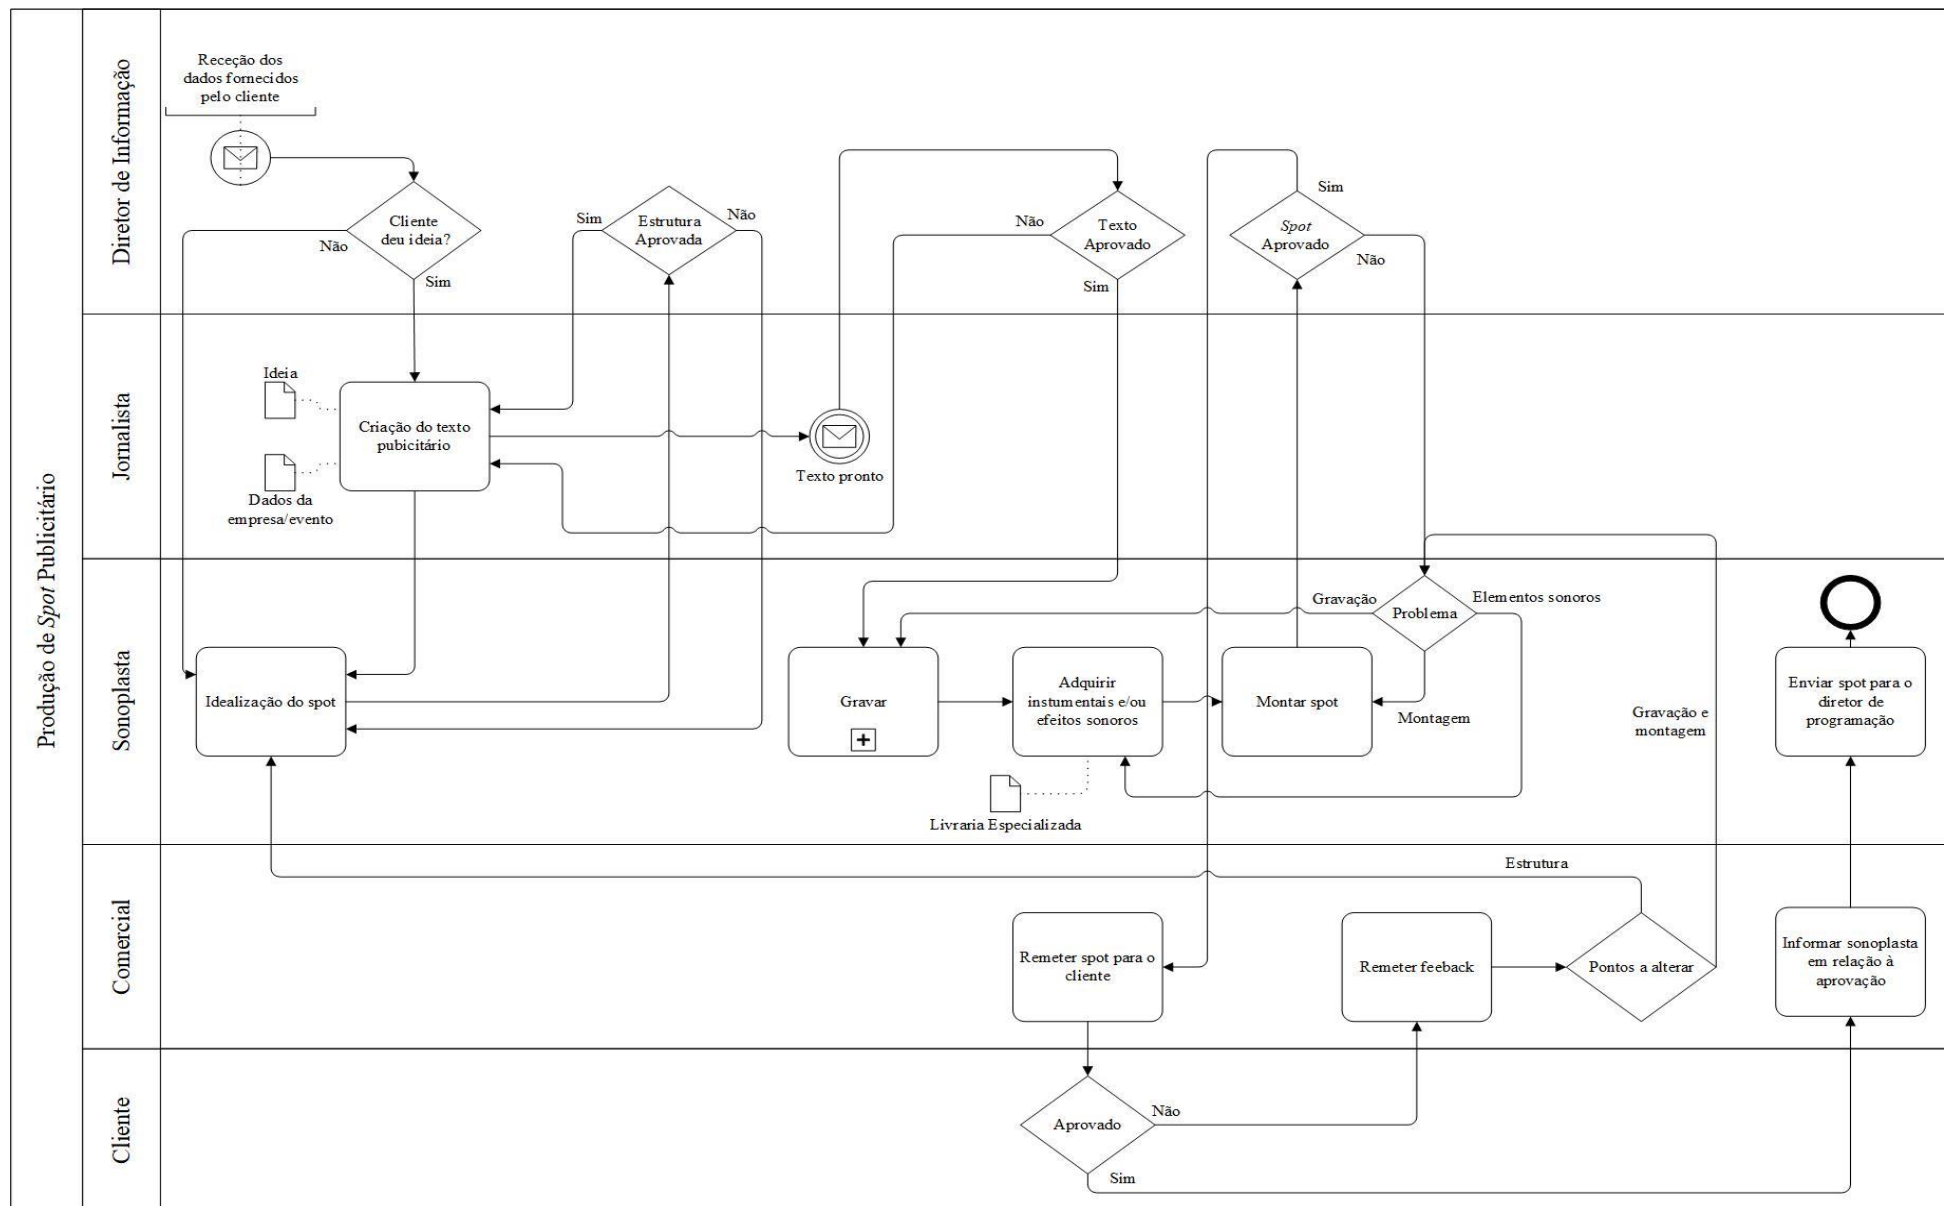 Produção de Spot Publicitário
Diretor de Informação
Receção dos
dados fornecidos
pelo cliente
Cliente
deu ideia?
Não
Sim
Sim
Estrutura
Aprovada
Não
Não
Texto
Aprovado
Sim
Sim
Spot
Aprovado
Não
Jornalista
Ideia
Criação do texto
pubicitário
Dados da
empresa/evento
Texto pronto
Sonoplasta
Idealização do spot
Gravar
Adquirir
instumentais e/ou
efeitos sonoros
Livraria Especializada
Montar spot
Gravação
Problema
Elementos sonoros
Montagem
Gravação e
montagem
Enviar spot para o
diretor de
programação
Comercial
Estrutura
Remeter spot para o
cliente
Remeter feeback
Pontos a alterar
Informar sonoplasta
em relação à
aprovação
Cliente
Aprovado
Não
Sim